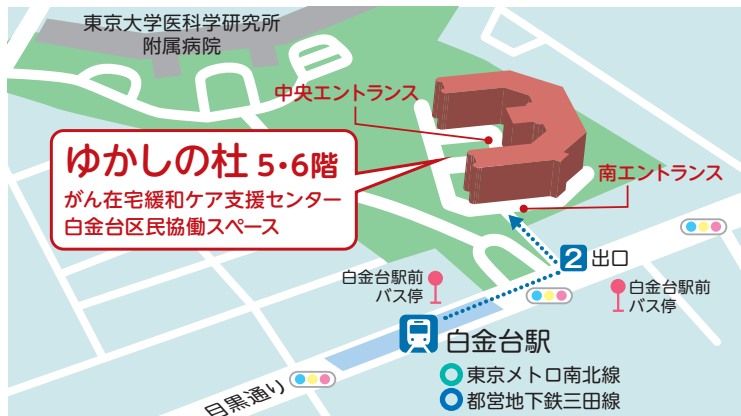 東京大学医科学研究所
附属病院
中央エントランス
ゆかしの杜 5・6階
がん在宅緩和ケア支援センター
白金台区民協働スペース
南エントランス
2 出口
白金台駅前
バス停
白金台駅前
バス停
白金台駅
東京メトロ南北線
都営地下鉄三田線
目黒通り